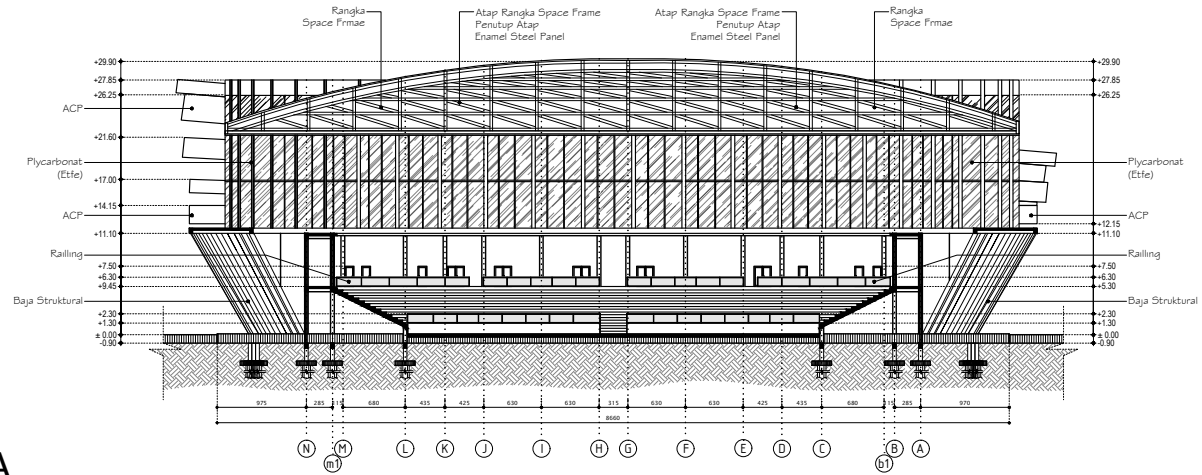 Rangka
Space Frmae
Atap Rangka Space Frame
Penutup Atap
Enamel Steel Panel
Atap Rangka Space Frame
Penutup Atap
Enamel Steel Panel
Rangka
Space Frmae
+29.90
+27.85
+26.25
+21.60
+17.00
+14.15
+11.10
+7.50
+6.30
+9.45
+2.30
+1.30
± 0.00
-0.90
ACP
Plycarbonat
(Etfe)
ACP
Railling
Baja Struktural
+29.90
+27.85
+26.25
+12.15
+11.10
+7.50
+6.30
+5.30
+2.30
+1.30
± 0.00
-0.90
Plycarbonat
(Etfe)
ACP
Railling
Baja Struktural
975 285 115 680 435 425 630 630 315 630 630 425 435 680 115 285 970
8660
N M L K J I H G F E D C B A
m1 b1
A